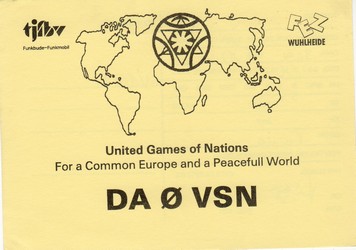 tjfbv
Funkbude-Funkmobil
FEZ
WUHLHEIDE
United Games of Nations
For a Common Europe and a Peacefull World
DA Ø VSN